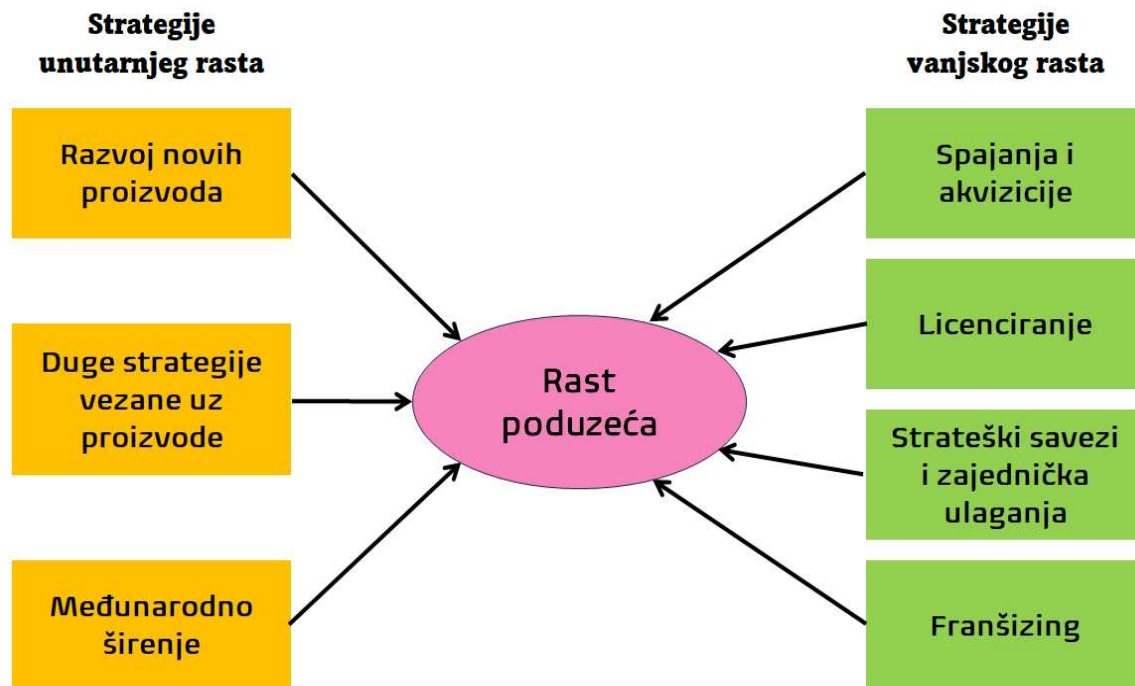 Strategije
unutarnjeg rasta
Strategije
vanjskog rasta
Razvoj novih
proizvoda
Duge strategije
vezane uz
proizvode
Međunarodno
širenje
Rast
poduzeća
Spajanja i
akvizicije
Licenciranje
Strateški savezi
i zajednička
ulaganja
Franšizing